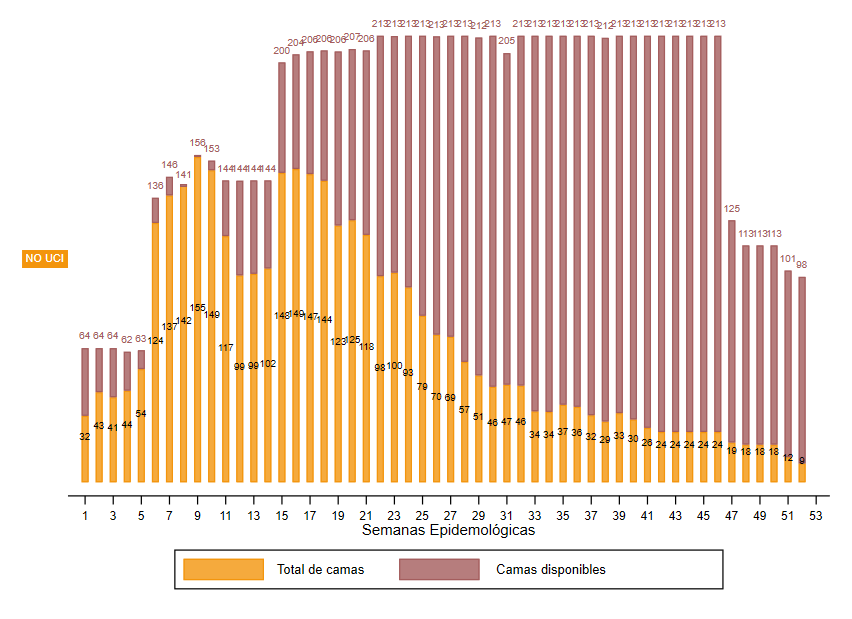 213 213 213 213 213 213 213 212 213 213 213 213 213 213 212 213 213 213 213 213 213 213 213
200 204 206 206 206 207 206 205
156 153 146 141 136 144 144 144 144
125 113 113 113 101 98
64 64 64 62 63
NO UCI
155 149 142 137 124 148 149 147 144
117 99 99 102 123 125 118 98 100 93
79 70 69 57 51 46 47 46
32 43 41 44 54 34 34 37 36 32 29 33 30 26 24 24 24 24 24 19 18 18 18 12 9
1 3 5 7 9 11 13 15 17 19 21 23 25 27 29 31 33 35 37 39 41 43 45 47 49 51 53
Semanas Epidemológicas
Total de camas Camas disponibles